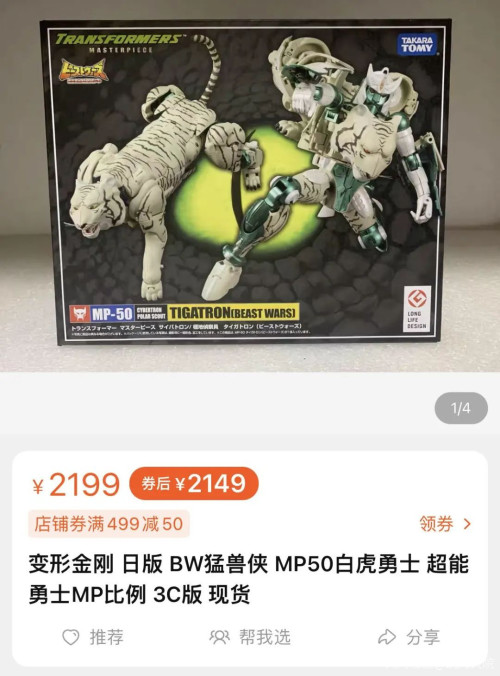 TRANSFORMERS
MASTERPIECE
TAKARA
TOMY
MP-50
CYBERTRON
POLAR SCOUT
TIGATRON(BEAST WARS)
トランスフォーマー マスターピース サイバトロン/極地偵察員 タイガトロン (ビーストウォーズ)
G
LONG
LIFE
DESIGN
1/4
¥2199
券后 ¥2149
店铺券满499减50
领券 >
变形金刚 日版 BW猛兽侠 MP50白虎勇士 超能
勇士MP比例 3C版 现货
推荐
帮我选
分享